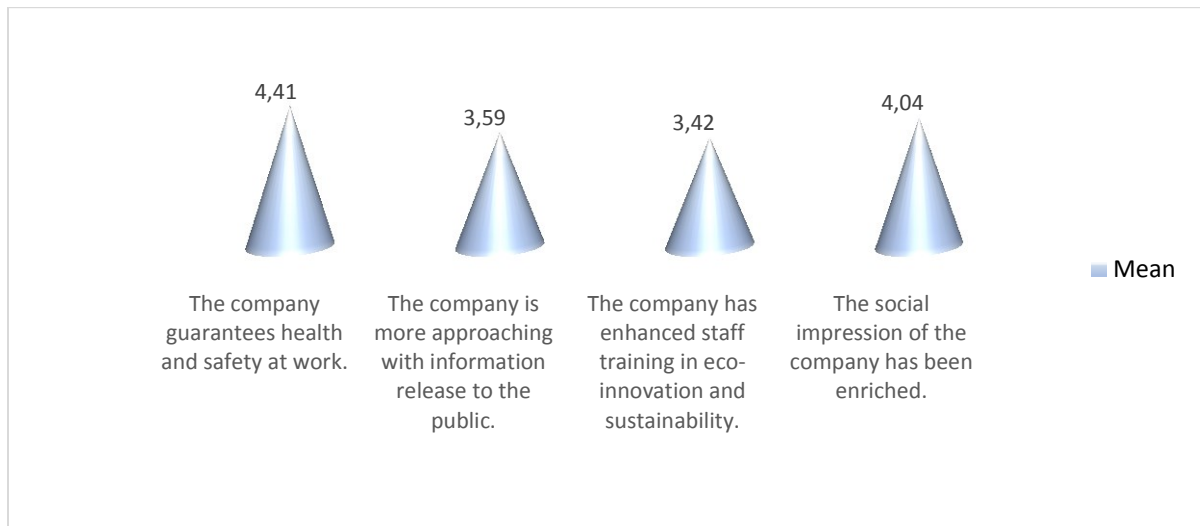 4,41
3,59
3,42
4,04
The company
guarantees health
and safety at work.
The company is
more approaching
with information
release to the
public.
The company has
enhanced staff
training in eco-
innovation and
sustainability.
The social
impression of the
company has been
enriched.
Mean